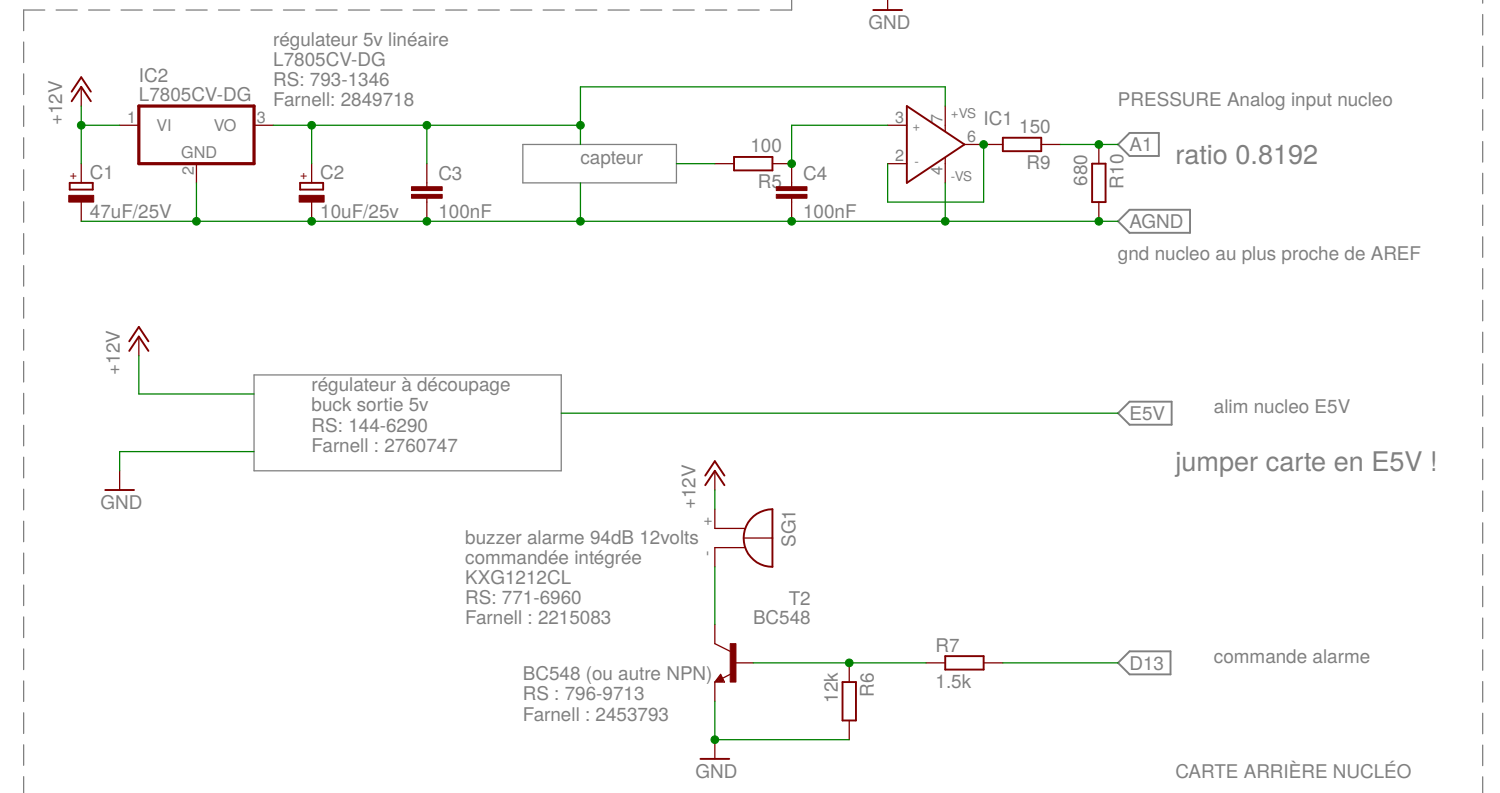 GND
régulateur 5v linéaire
L7805CV-DG
RS: 793-1346
Farnell: 2849718
+12V
IC2
L7805CV-DG
1
VI
VO
3
GND
2
C1
+
47uF/25V
C2
+
10uF/25v
C3
100nF
capteur
100
R5
C4
100nF
3
+
2
-
7
+VS
IC1
6
4
-VS
150
R9
680
R10
PRESSURE Analog input nucleo
A1
ratio 0.8192
AGND
gnd nucleo au plus proche de AREF
+12V
régulateur à découpage
buck sortie 5v
RS: 144-6290
Farnell : 2760747
GND
E5V
alim nucleo E5V
jumper carte en E5V !
+12V
+
-
SG1
buzzer alarme 94dB 12volts
commandée intégrée
KXG1212CL
RS: 771-6960
Farnell : 2215083
T2
BC548
BC548 (ou autre NPN)
RS : 796-9713
Farnell : 2453793
12k
R6
R7
1.5k
D13
commande alarme
GND
CARTE ARRIÈRE NUCLÉO